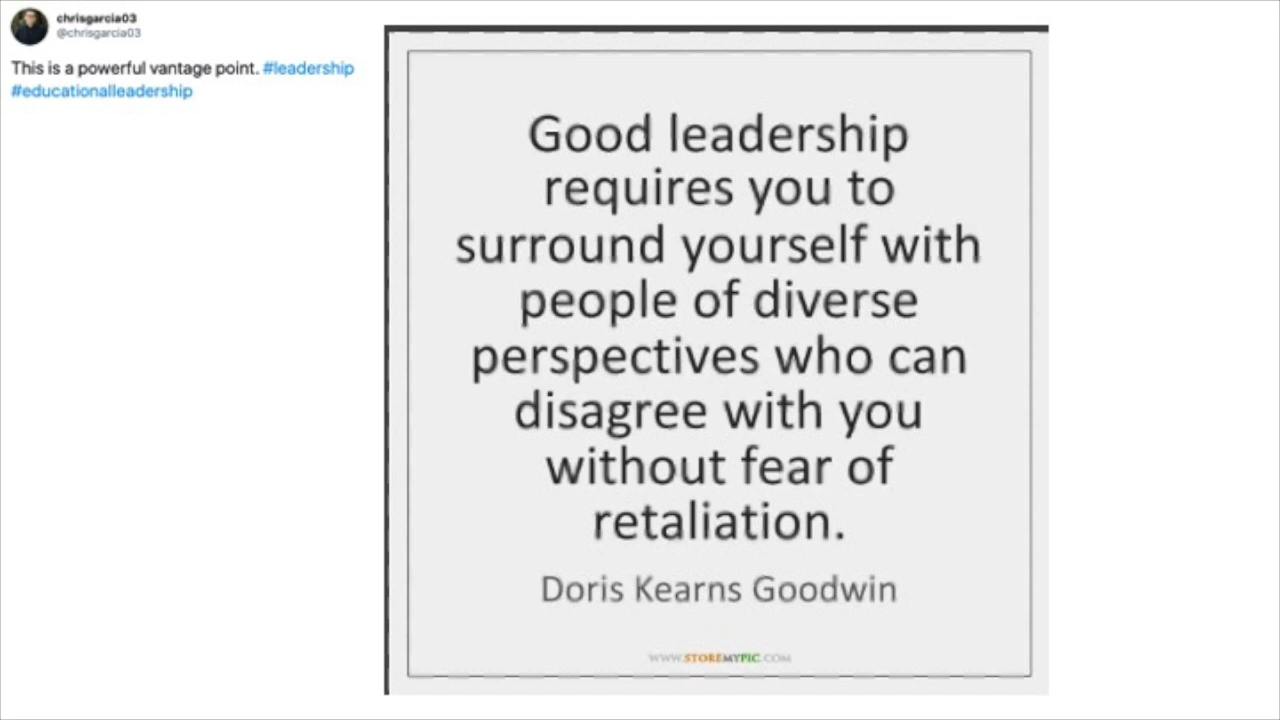 chrisgarcia03
@chrisgarcia03
This is a powerful vantage point. #leadership
#educationalleadership
Good leadership
requires you to
surround yourself with
people of diverse
perspectives who can
disagree with you
without fear of
retaliation.
Doris Kearns Goodwin
WWW.STOREMYPIC.COM